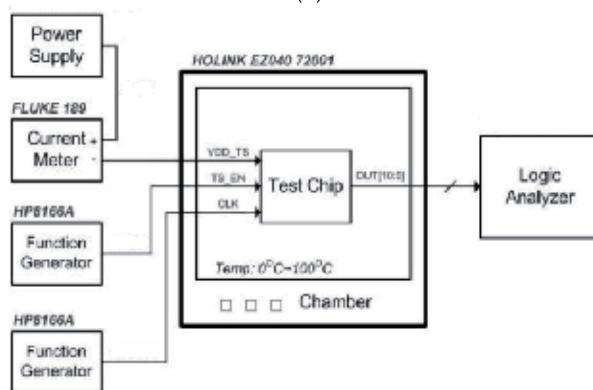 Power
Supply
HOLINK EZ040 72001
FLUKE 189
Current +
Meter -
VDD_TS
TS_EN
CLK
Test Chip
OUT[10:0]
Logic
Analyzer
HP8166A
Function
Generator
Temp: 0°C~100°C
Chamber
HP8166A
Function
Generator